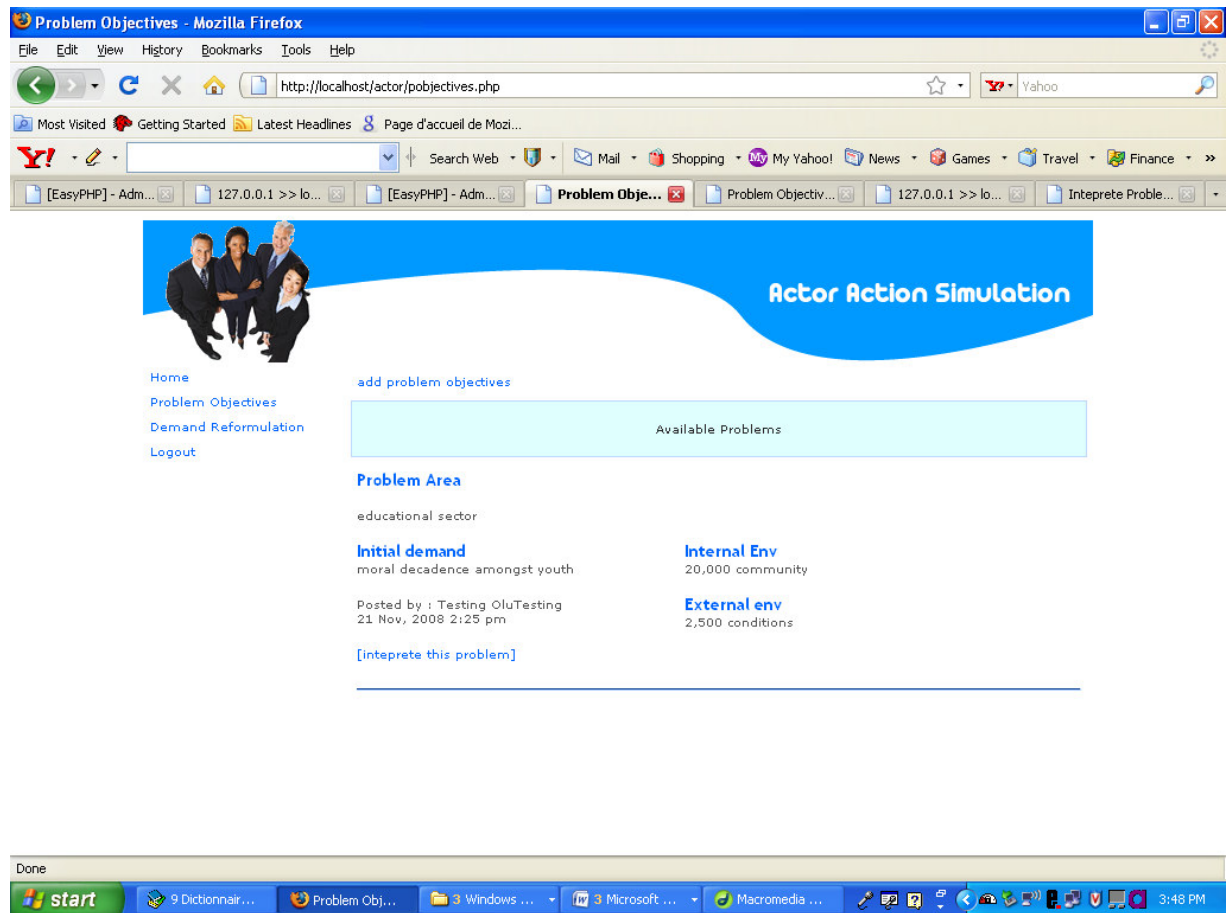 Problem Objectives - Mozilla Firefox
File Edit View History Bookmarks Tools Help
http://localhost/actor/pobjectives.php
Yahoo
Most Visited Getting Started Latest Headlines Page d'accueil de Mozi...
Y! Search Web Mail Shopping My Yahoo! News Games Travel Finance »
[EasyPHP] - Adm... 127.0.0.1 >> lo... [EasyPHP] - Adm... Problem Obje... Problem Objectiv... 127.0.0.1 >> lo... Inteprete Proble...
Actor Action Simulation
Home
Problem Objectives
Demand Reformulation
Logout
add problem objectives
Available Problems
Problem Area
educational sector
Initial demand
moral decadence amongst youth
Internal Env
20,000 community
Posted by : Testing OluTesting
21 Nov, 2008 2:25 pm
External env
2,500 conditions
[inteprete this problem]
Done
start 9 Dictionnair... Problem Obj... 3 Windows ... 3 Microsoft ... Macromedia ... 3:48 PM